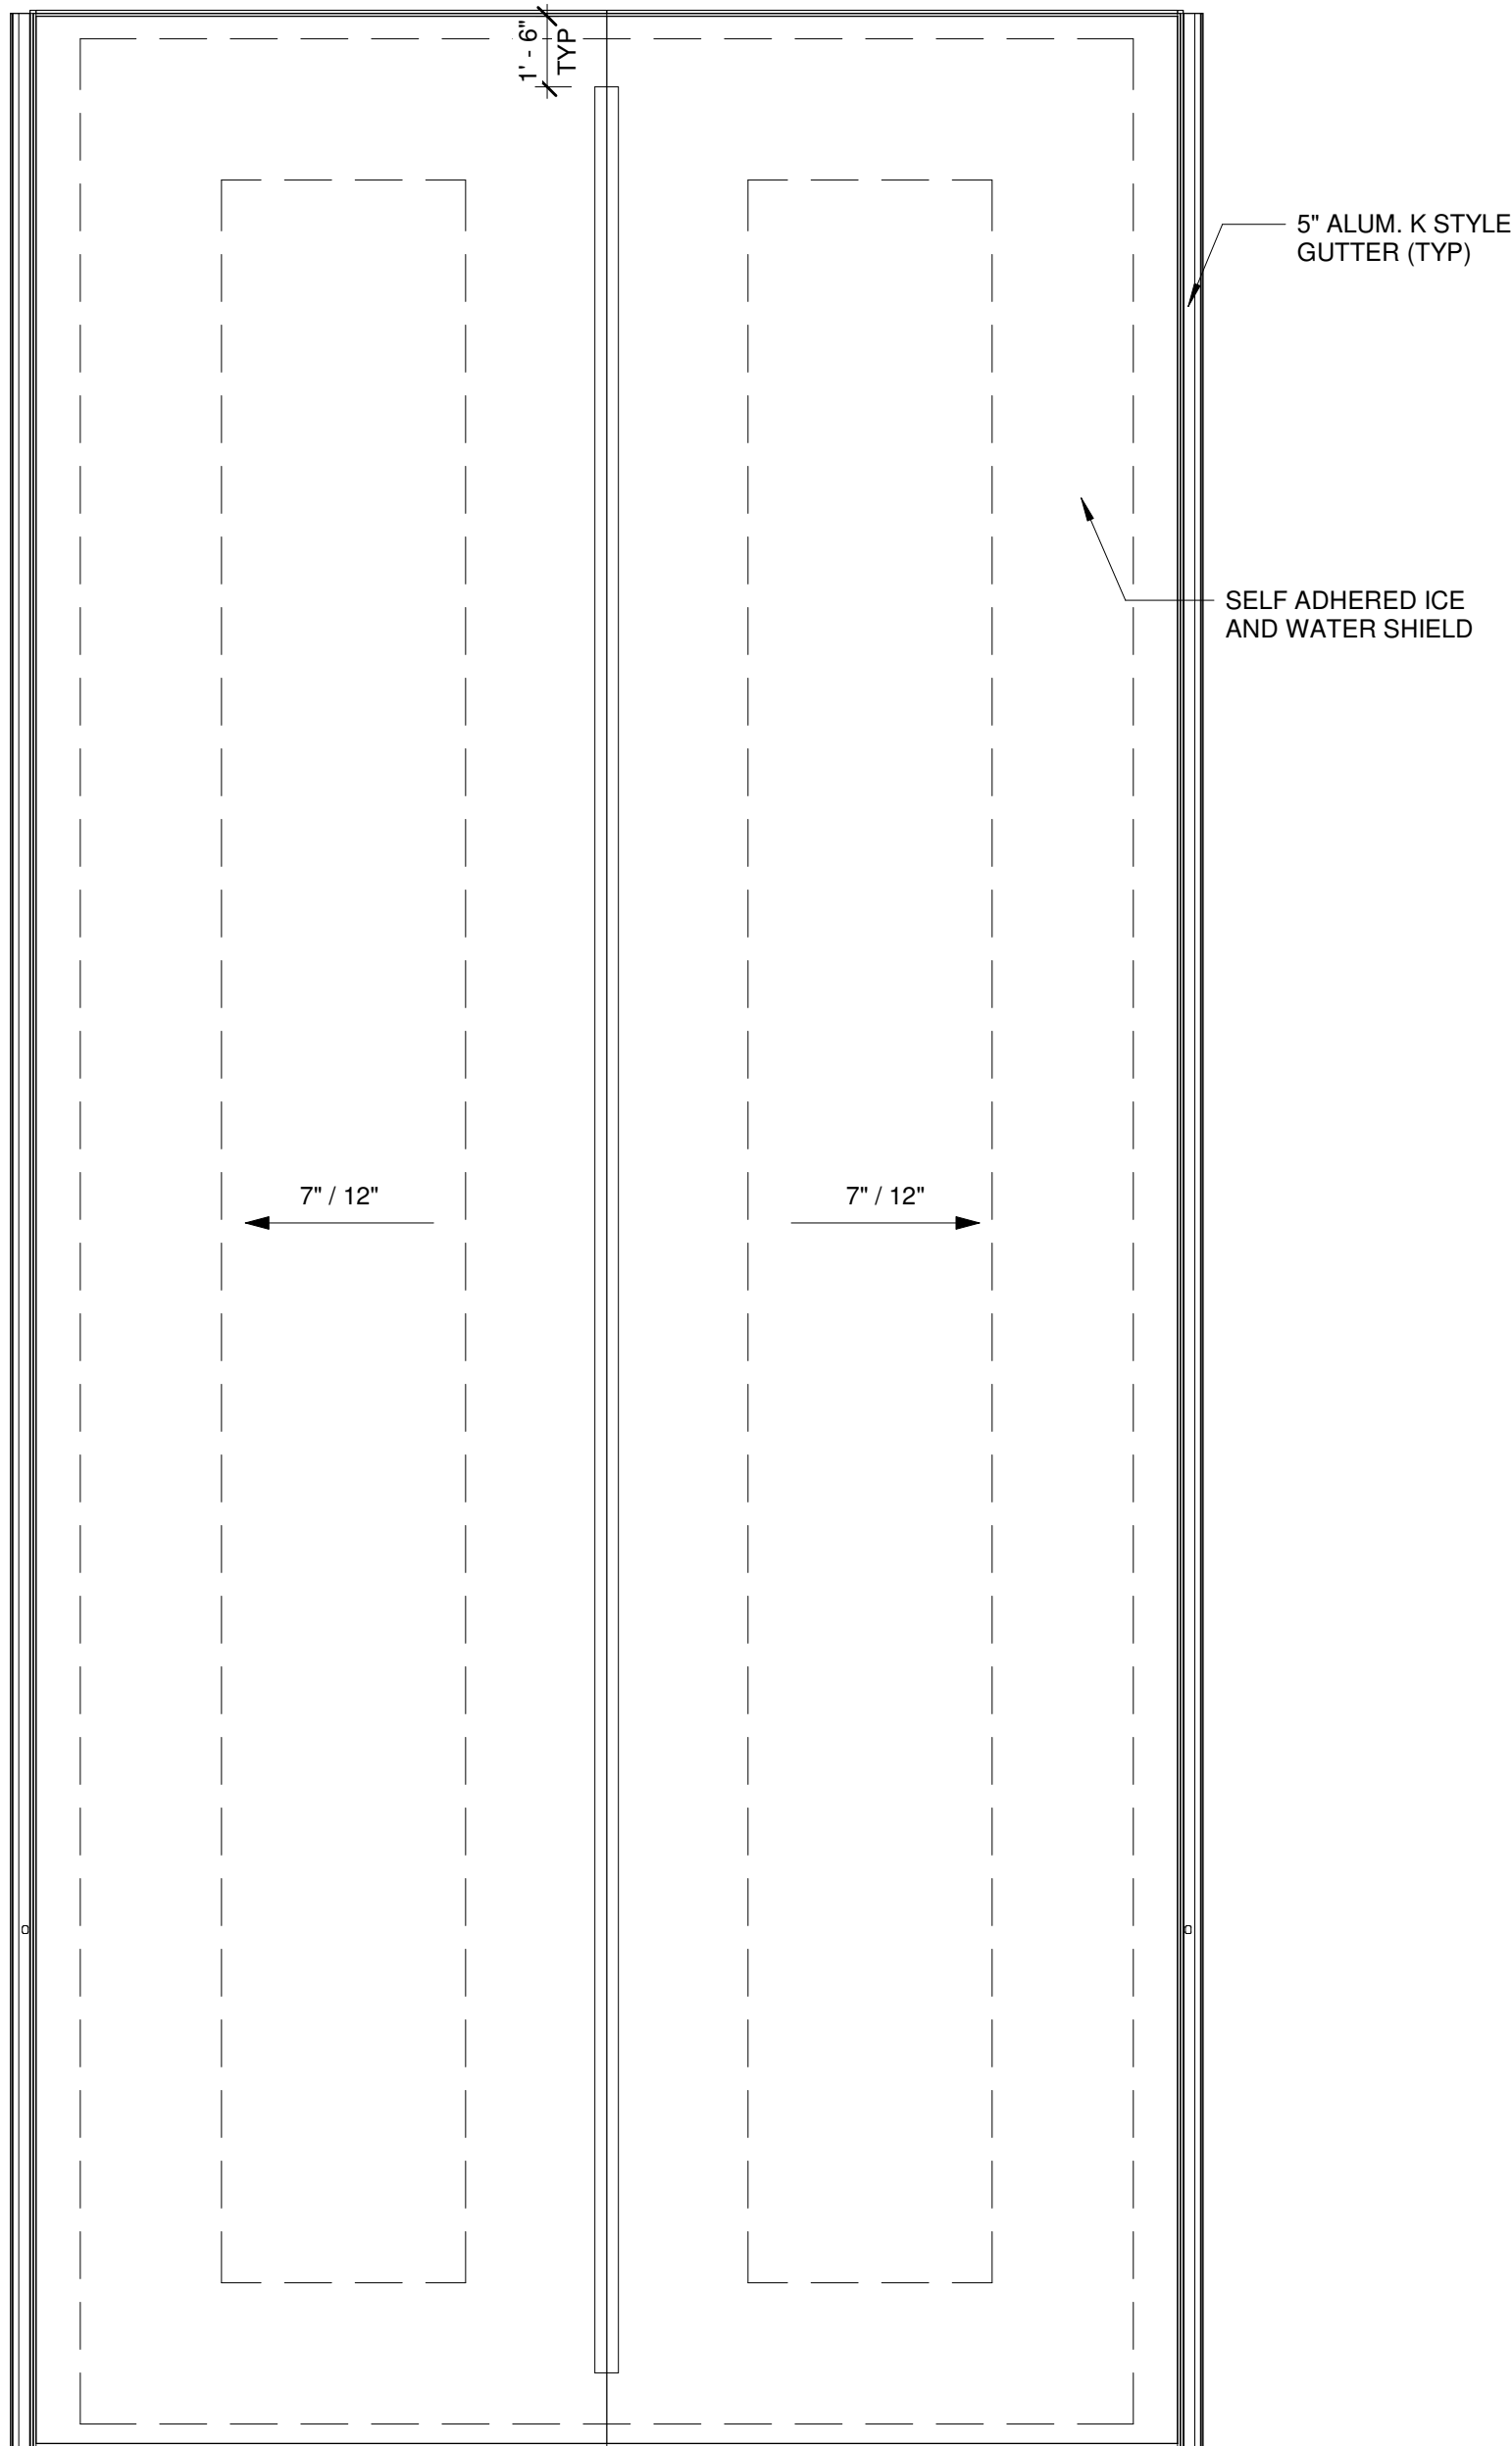 1' - 6"
TYP
5" ALUM. K STYLE
GUTTER (TYP)
SELF ADHERED ICE
AND WATER SHIELD
7" / 12"
7" / 12"